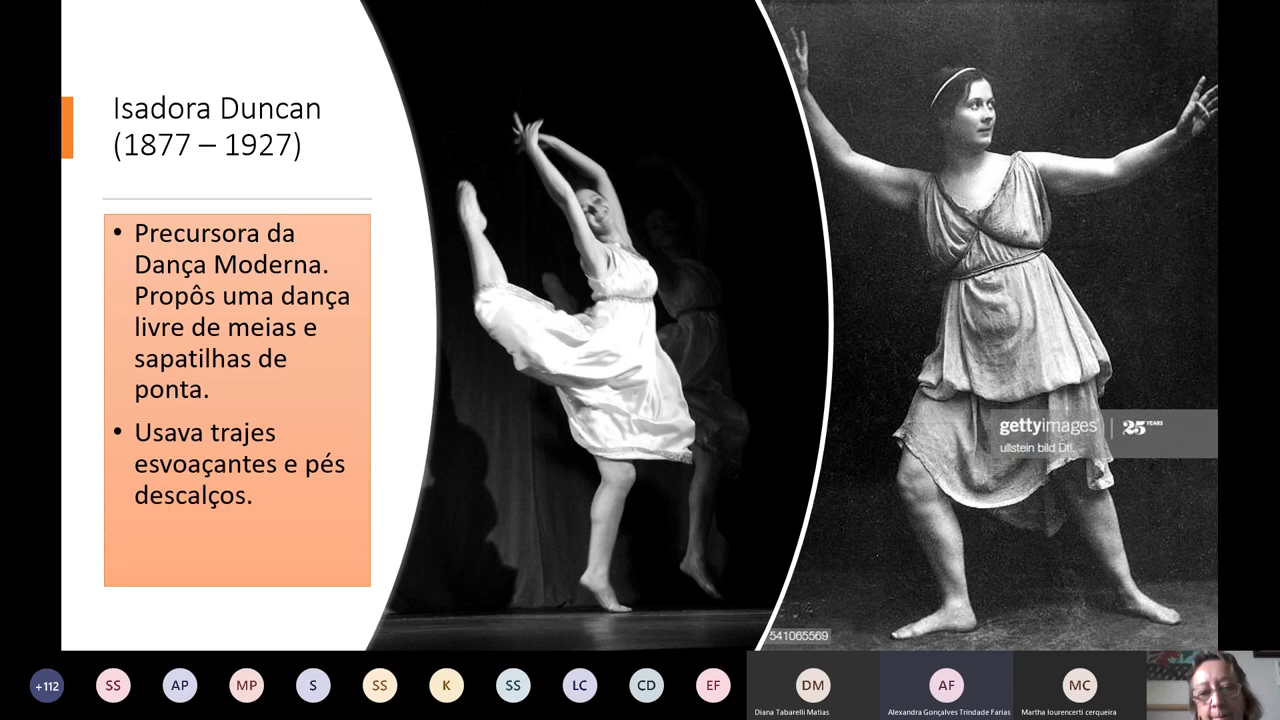 Isadora Duncan
(1877 – 1927)
• Precursora da
Dança Moderna.
Propôs uma dança
livre de meias e
sapatilhas de
ponta.
• Usava trajes
esvoaçantes e pés
descalços.
gettyimages | 25 YEARS
ullstein bild Dtl.
541065569
+112
SS
AP
MP
S
SS
K
SS
LC
CD
EF
DM
AF
MC
Diana Tabarelli Matias
Alexandra Gonçalves Trindade Farias
Martha lourencerti cerqueira